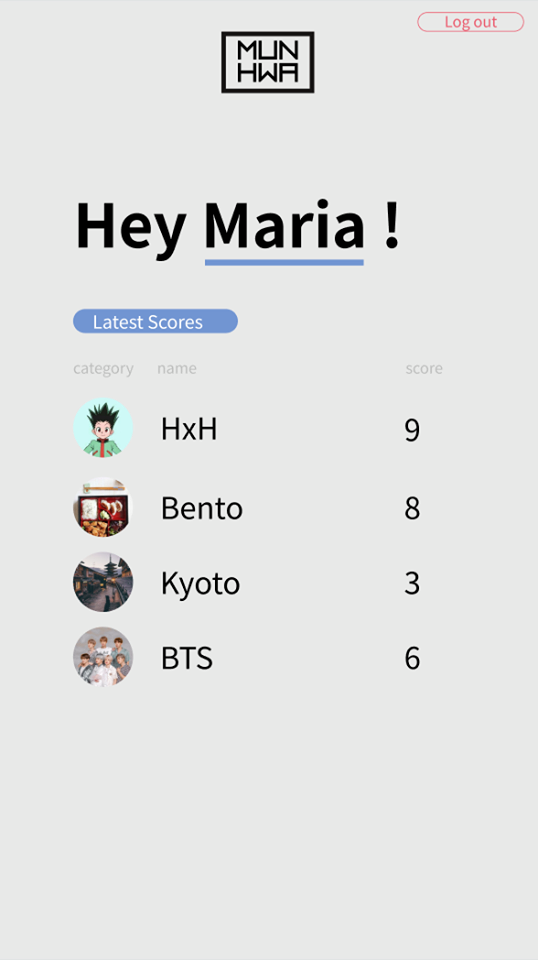 Log out
MUN
HWA
Hey Maria !
Latest Scores
category name score
HxH 9
Bento 8
Kyoto 3
BTS 6